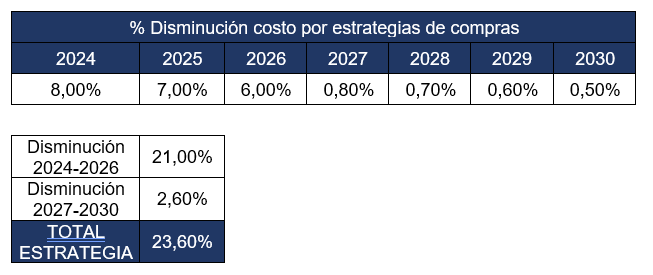 % Disminución costo por estrategias de compras
2024 2025 2026 2027 2028 2029 2030
8,00% 7,00% 6,00% 0,80% 0,70% 0,60% 0,50%
Disminución
2024-2026 21,00%
Disminución
2027-2030 2,60%
TOTAL
ESTRATEGIA 23,60%